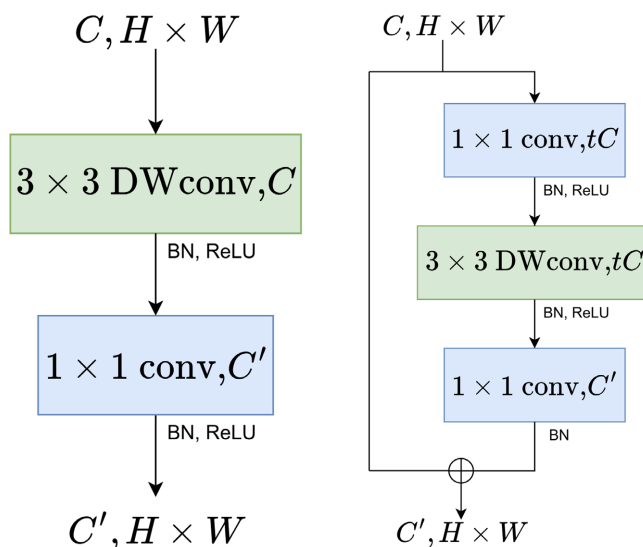 C, H × W
3 × 3 DWconv, C
BN, ReLU
1 × 1 conv, C′
BN, ReLU
C′, H × W
C, H × W
1 × 1 conv, tC
BN, ReLU
3 × 3 DWconv, tC
BN, ReLU
1 × 1 conv, C′
BN
C′, H × W